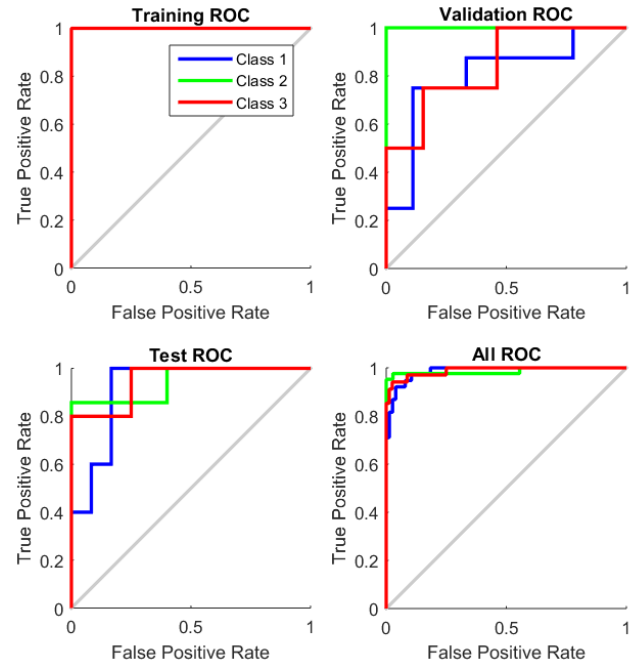 Training ROC
1
0.8
0.6
0.4
0.2
0
True Positive Rate
Class 1
Class 2
Class 3
0 0.5 1
False Positive Rate
Validation ROC
1
0.8
0.6
0.4
0.2
0
True Positive Rate
0 0.5 1
False Positive Rate
Test ROC
1
0.8
0.6
0.4
0.2
0
True Positive Rate
0 0.5 1
False Positive Rate
All ROC
1
0.8
0.6
0.4
0.2
0
True Positive Rate
0 0.5 1
False Positive Rate